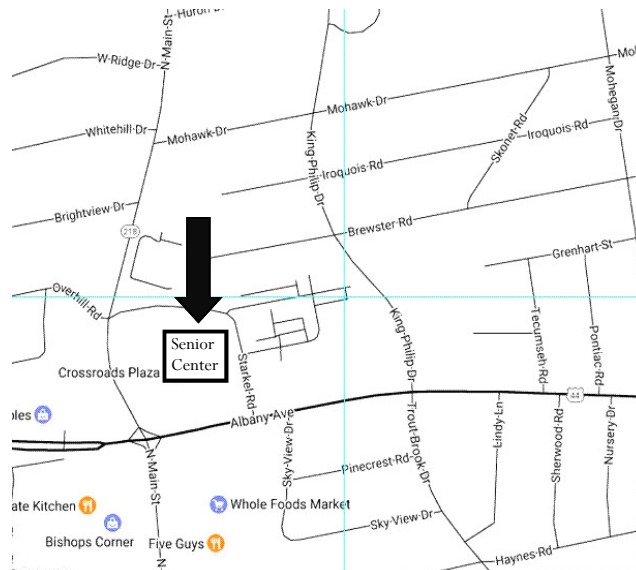 Huron Dr
N Main St
W Ridge Dr
Mohawk Dr
Mohegan Dr
Whitehill Dr
Mohawk Dr
King Philip Dr
Iroquois Rd
Skonet Rd
Iroquois Rd
Brightview Dr
Brewster Rd
218
Grenhart St
Overhill Rd
Senior
Center
King Philip Dr
Tecumseh Rd
Pontiac Rd
Crossroads Plaza
Starkel Rd
44
Albany Ave
Trout Brook Dr
Lindy Ln
Sherwood Rd
Nursery Dr
Sky View Dr
N Main St
Pinecrest Rd
ate Kitchen
Whole Foods Market
Sky View Dr
Bishops Corner
Five Guys
Haynes Rd